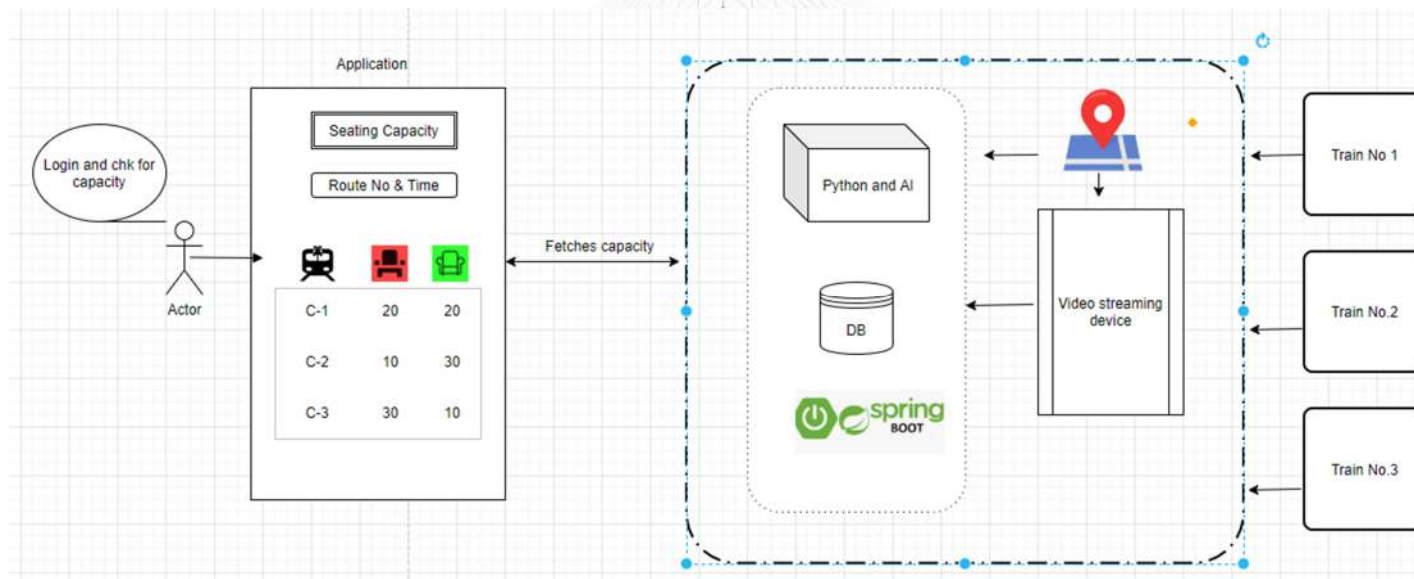 Application
Seating Capacity
Login and chk for
capacity
Route No & Time
Actor
C-1 20 20
C-2 10 30
C-3 30 10
Fetches capacity
Python and AI
DB
spring
BOOT
Video streaming
device
Train No 1
Train No.2
Train No.3